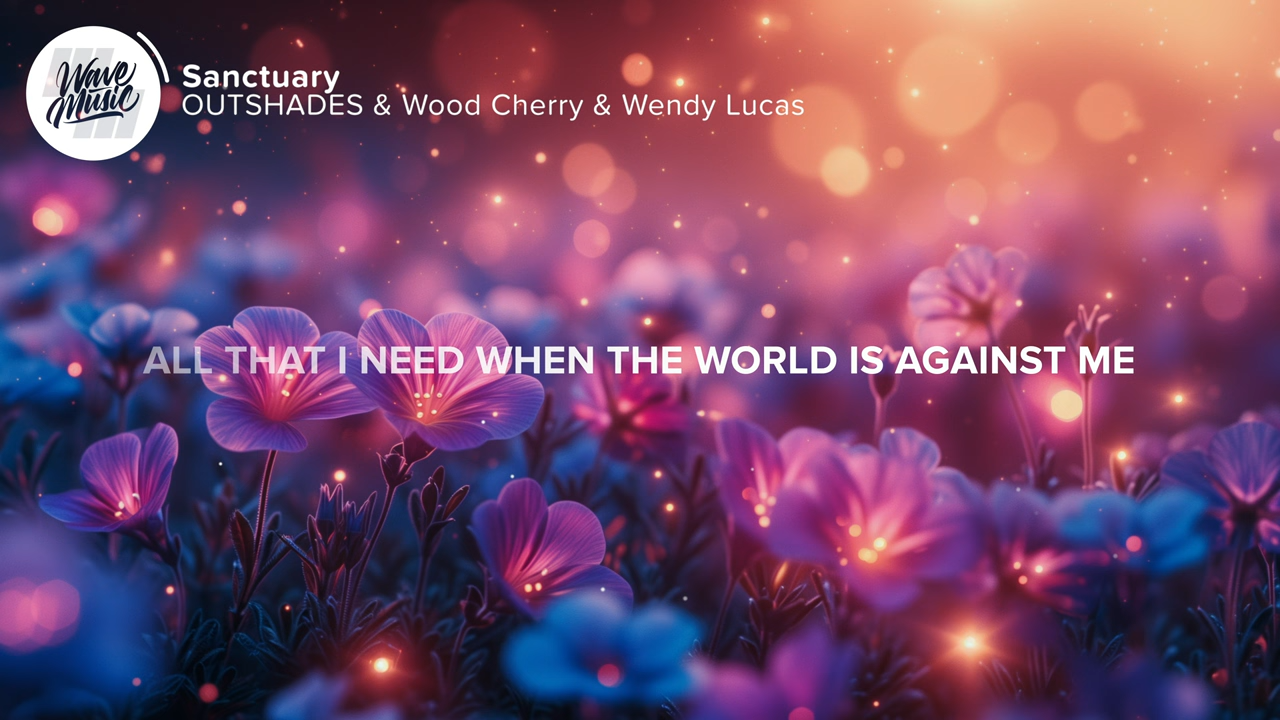 Wave
Music
Sanctuary
OUTSHADES & Wood Cherry & Wendy Lucas
ALL THAT I NEED WHEN THE WORLD IS AGAINST ME